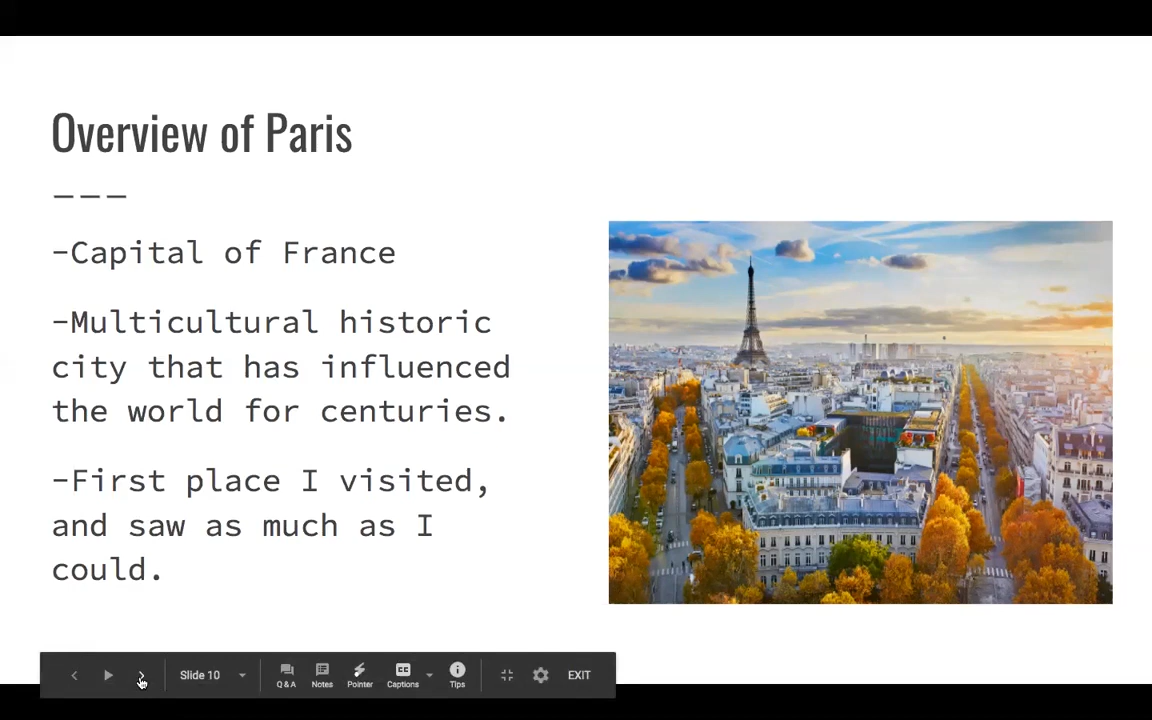 Overview of Paris
–––
-Capital of France
-Multicultural historic
city that has influenced
the world for centuries.
-First place I visited,
and saw as much as I
could.
Slide 10
Q & A
Notes
Pointer
CC
Captions
Tips
EXIT